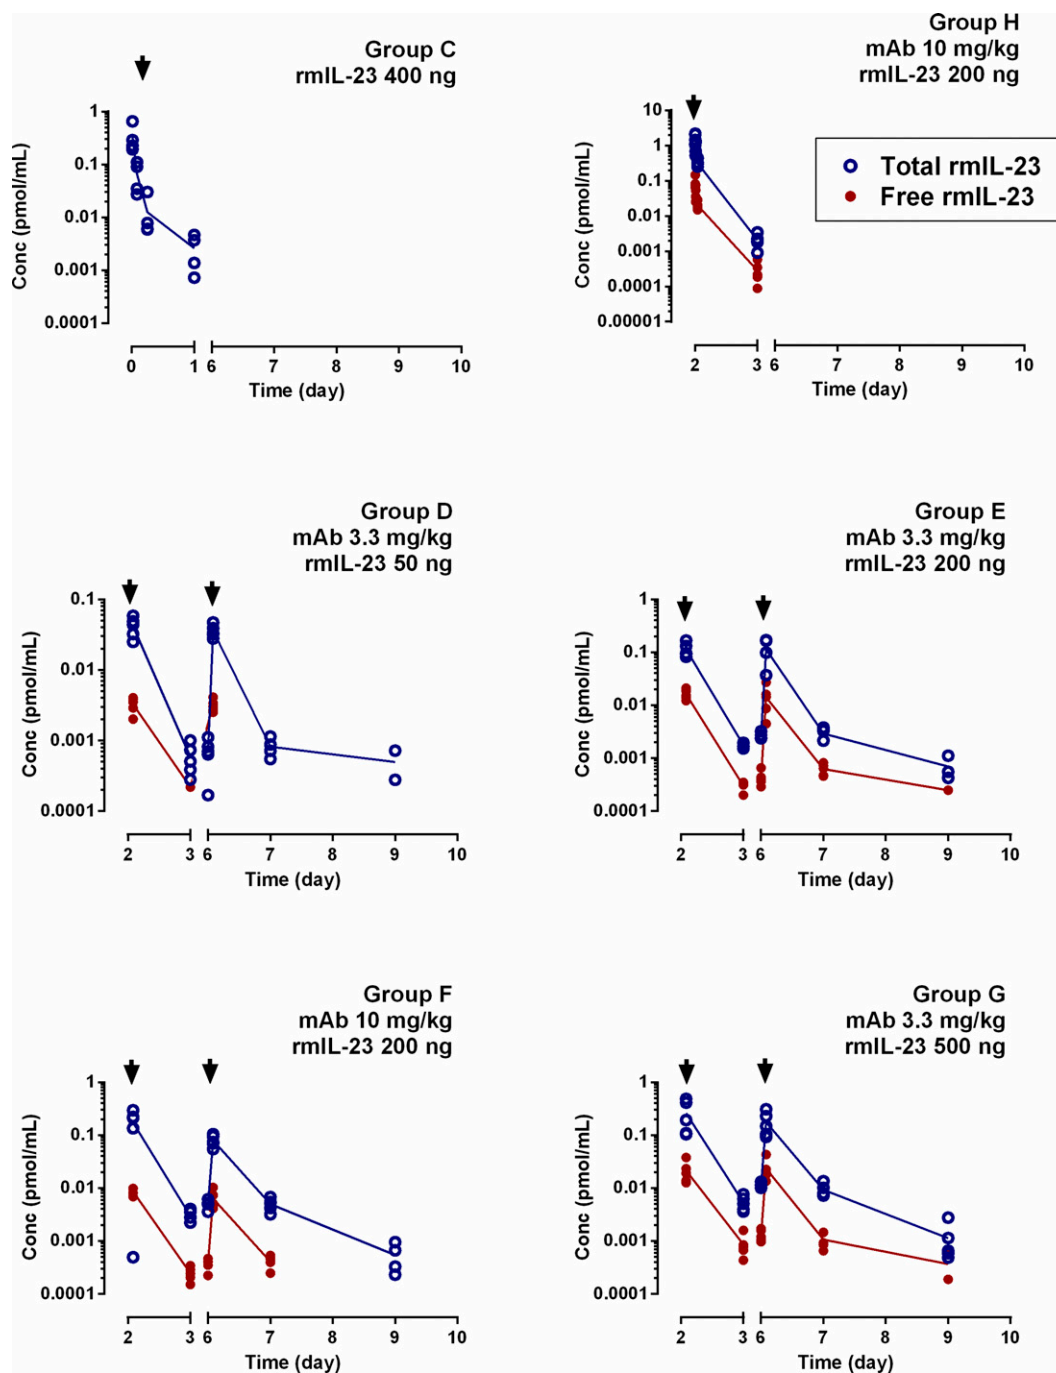 Group C
rmIL-23 400 ng
Conc (pmol/mL)
1
0.1
0.01
0.001
0.0001
0 1 6 7 8 9 10
Time (day)
Group H
mAb 10 mg/kg
rmIL-23 200 ng
Total rmIL-23
Free rmIL-23
Conc (pmol/mL)
10
1
0.1
0.01
0.001
0.0001
0.00001
2 3 6 7 8 9 10
Time (day)
Group D
mAb 3.3 mg/kg
rmIL-23 50 ng
Conc (pmol/mL)
0.1
0.01
0.001
0.0001
2 3 6 7 8 9 10
Time (day)
Group E
mAb 3.3 mg/kg
rmIL-23 200 ng
Conc (pmol/mL)
1
0.1
0.01
0.001
0.0001
2 3 6 7 8 9 10
Time (day)
Group F
mAb 10 mg/kg
rmIL-23 200 ng
Conc (pmol/mL)
1
0.1
0.01
0.001
0.0001
2 3 6 7 8 9 10
Time (day)
Group G
mAb 3.3 mg/kg
rmIL-23 500 ng
Conc (pmol/mL)
1
0.1
0.01
0.001
0.0001
2 3 6 7 8 9 10
Time (day)